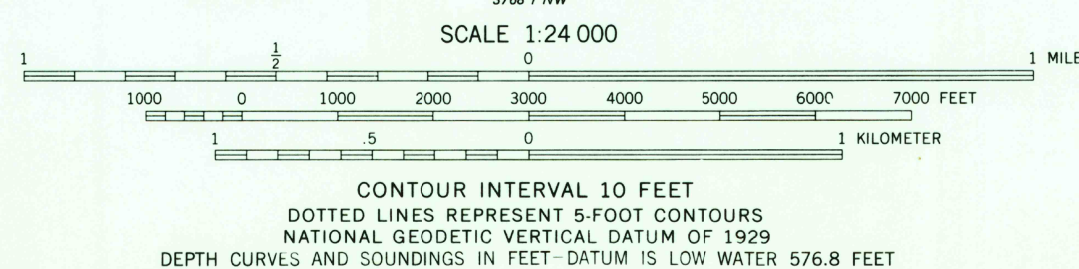 SCALE 1:24 000
1 1/2 0 1 MILE
1000 0 1000 2000 3000 4000 5000 6000 7000 FEET
1 .5 0 1 KILOMETER
CONTOUR INTERVAL 10 FEET
DOTTED LINES REPRESENT 5-FOOT CONTOURS
NATIONAL GEODETIC VERTICAL DATUM OF 1929
DEPTH CURVES AND SOUNDINGS IN FEET–DATUM IS LOW WATER 576.8 FEET